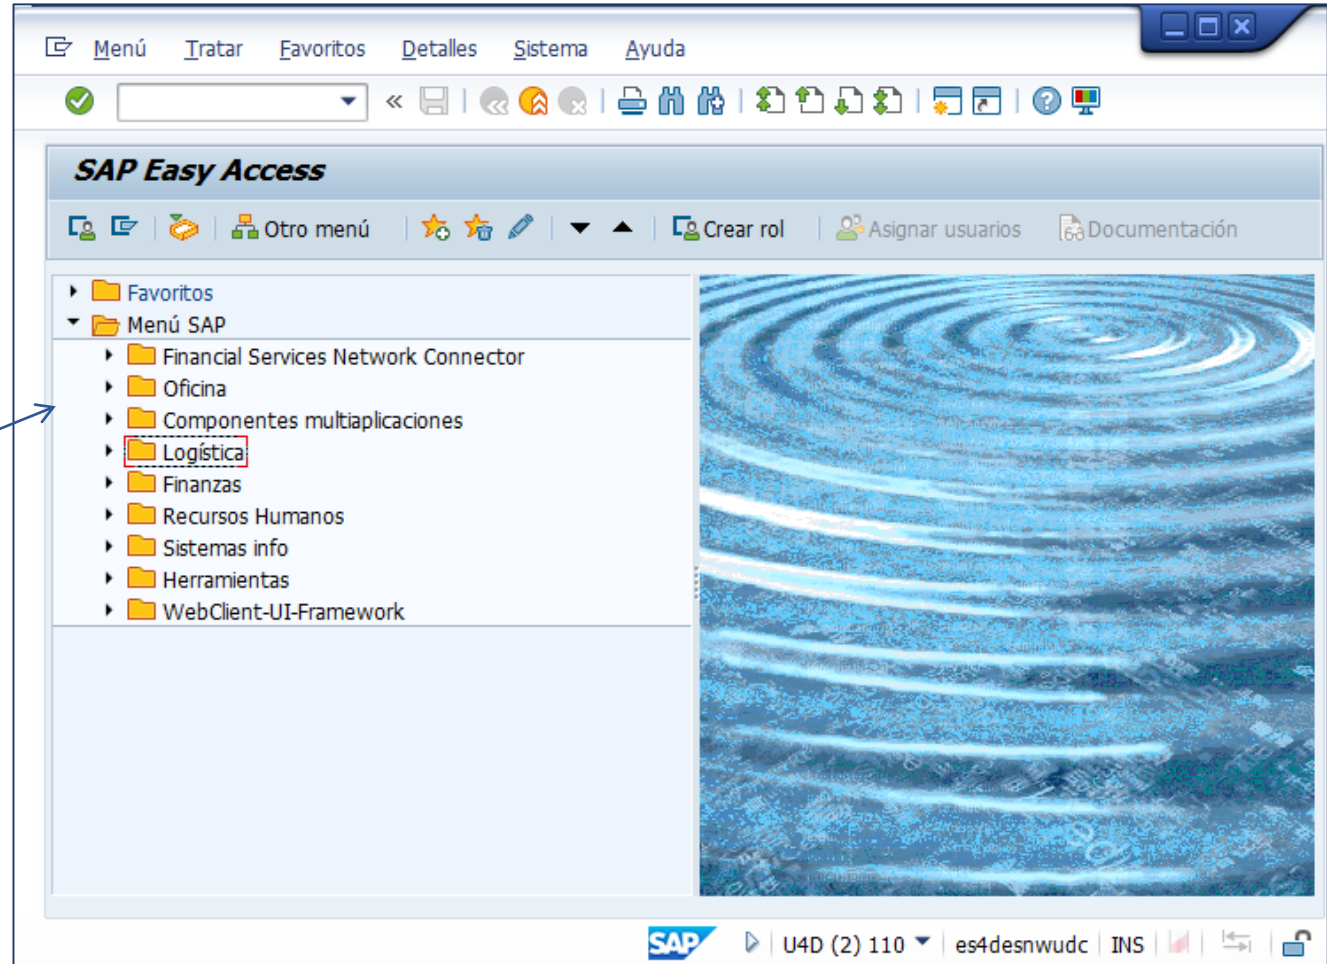 Menú Tratar Favoritos Detalles Sistema Ayuda
SAP Easy Access
Otro menú Crear rol Asignar usuarios Documentación
Favoritos
Menú SAP
Financial Services Network Connector
Oficina
Componentes multiaplicaciones
Logística
Finanzas
Recursos Humanos
Sistemas info
Herramientas
WebClient-UI-Framework
SAP U4D (2) 110 es4desnwudc INS